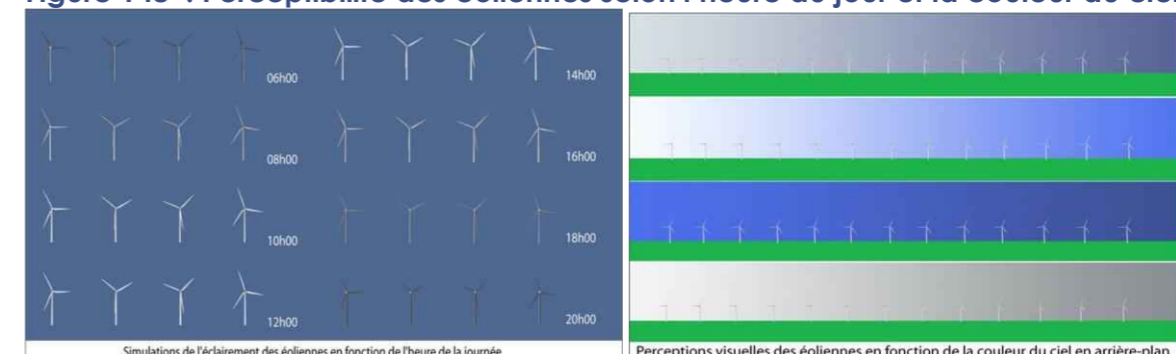 06h00
08h00
10h00
12h00
14h00
16h00
18h00
20h00
Simulations de l'éclairement des éoliennes en fonction de l'heure de la journée
Perceptions visuelles des éoliennes en fonction de la couleur du ciel en arrière-plan